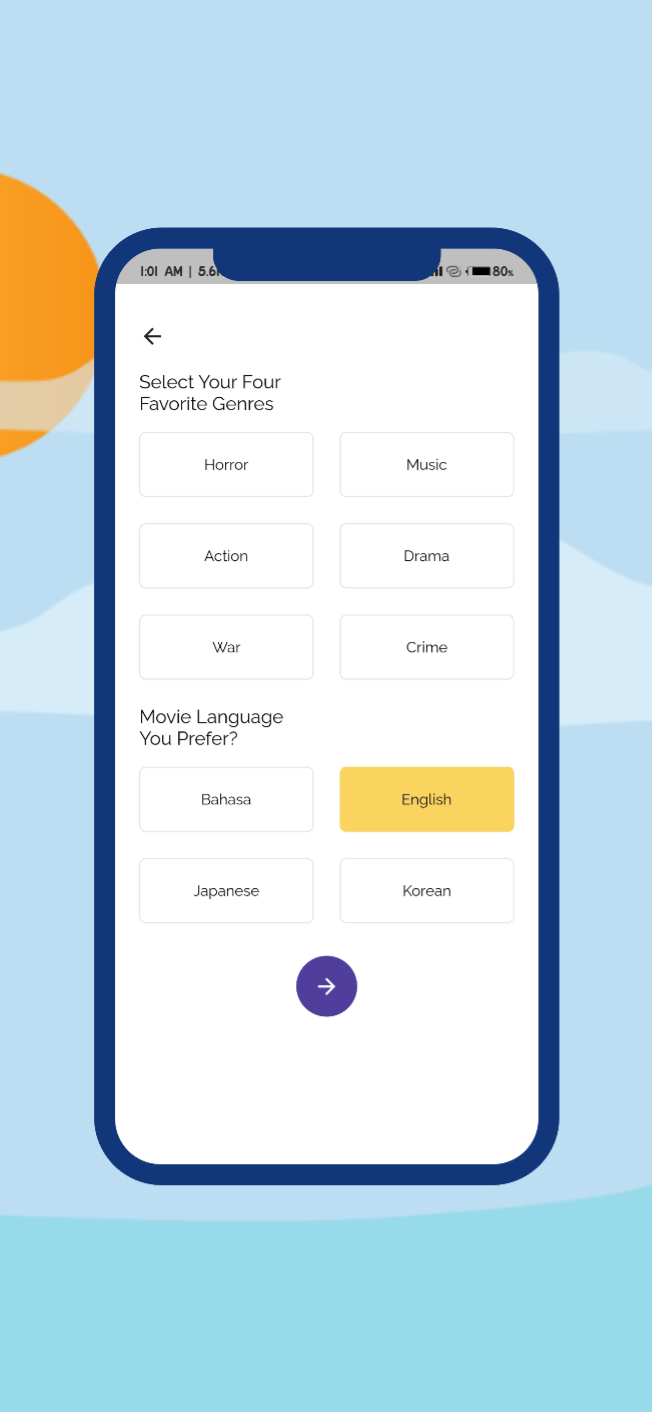 1:01 AM | 5.6
80%
Select Your Four
Favorite Genres
Horror
Music
Action
Drama
War
Crime
Movie Language
You Prefer?
Bahasa
English
Japanese
Korean